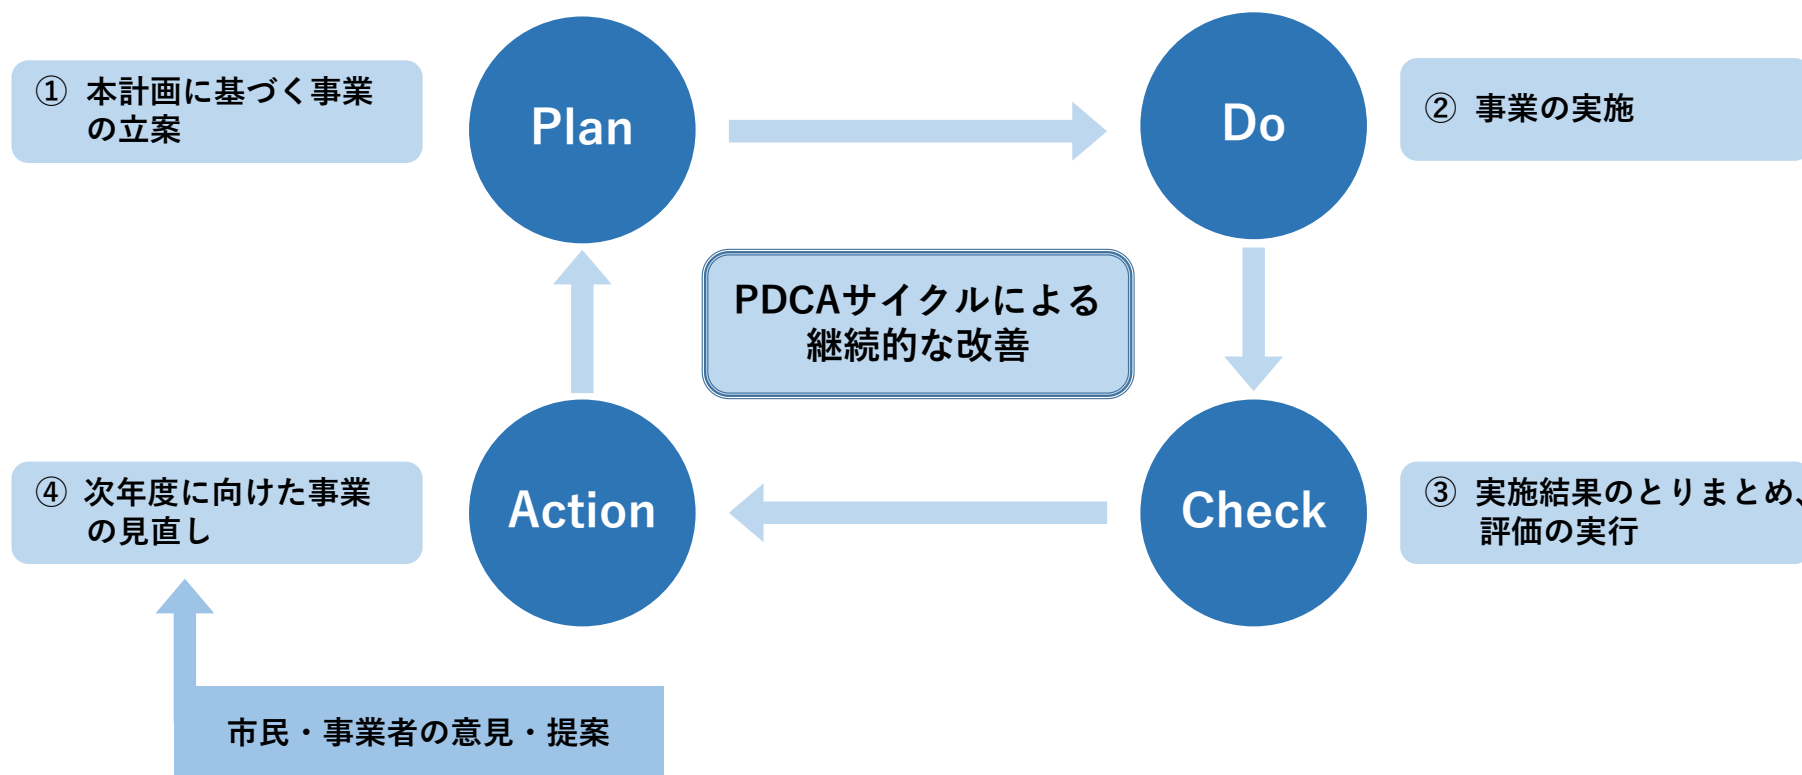 ① 本計画に基づく事業
の立案
Plan
Do
② 事業の実施
PDCAサイクルによる
継続的な改善
④ 次年度に向けた事業
の見直し
Action
Check
③ 実施結果のとりまとめ、
評価の実行
市民・事業者の意見・提案